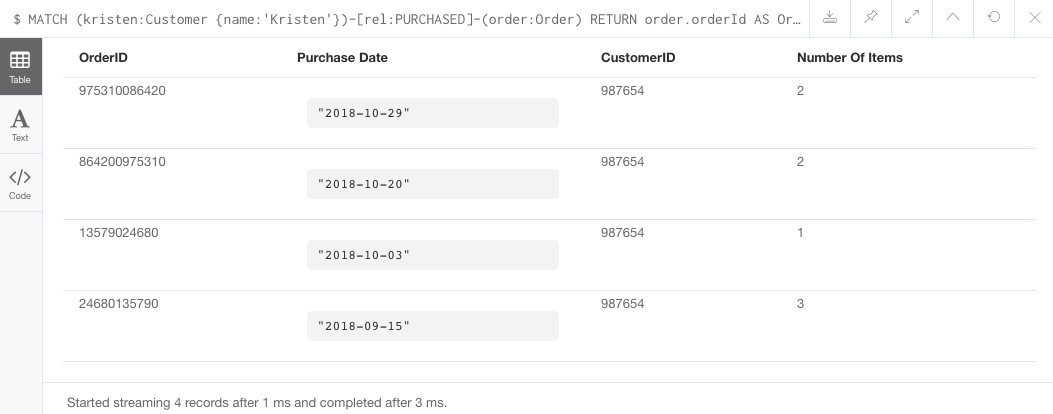 $ MATCH (kristen:Customer {name:'Kristen'})-[rel:PURCHASED]-(order:Order) RETURN order.orderId AS Or…
Table
Text
Code
OrderID Purchase Date CustomerID Number Of Items
975310086420 "2018-10-29" 987654 2
864200975310 "2018-10-20" 987654 2
13579024680 "2018-10-03" 987654 1
24680135790 "2018-09-15" 987654 3
Started streaming 4 records after 1 ms and completed after 3 ms.